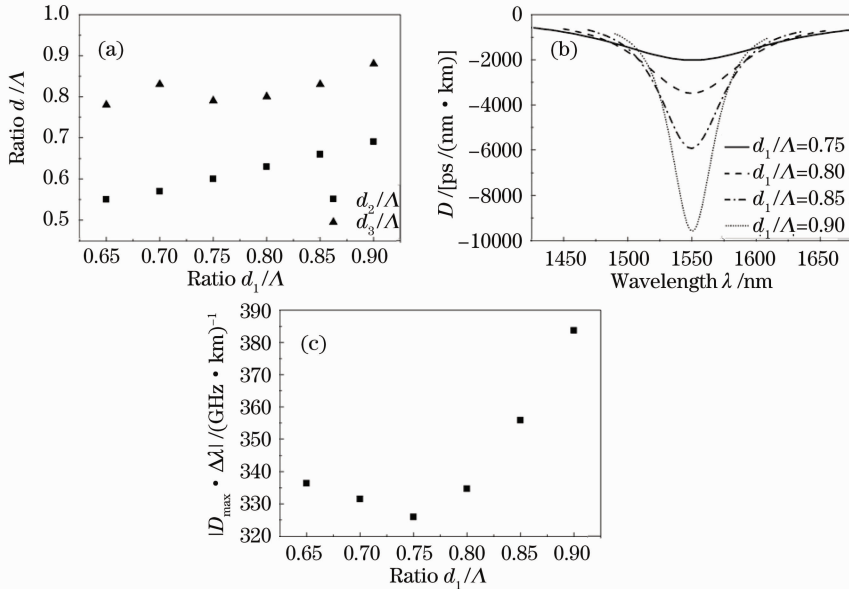 (a)
Ratio d/Λ
1.0
0.9
0.8
0.7
0.6
0.5
d₂/Λ
d₃/Λ
0.65 0.70 0.75 0.80 0.85 0.90
Ratio d₁/Λ
(b)
D/[ps/(nm·km)]
0
−2000
−4000
−6000
−8000
−10000
d₁/Λ=0.75
d₁/Λ=0.80
d₁/Λ=0.85
d₁/Λ=0.90
1450 1500 1550 1600 1650
Wavelength λ/nm
(c)
|D_max·Δλ|/(GHz·km)⁻¹
390
380
370
360
350
340
330
320
0.65 0.70 0.75 0.80 0.85 0.90
Ratio d₁/Λ